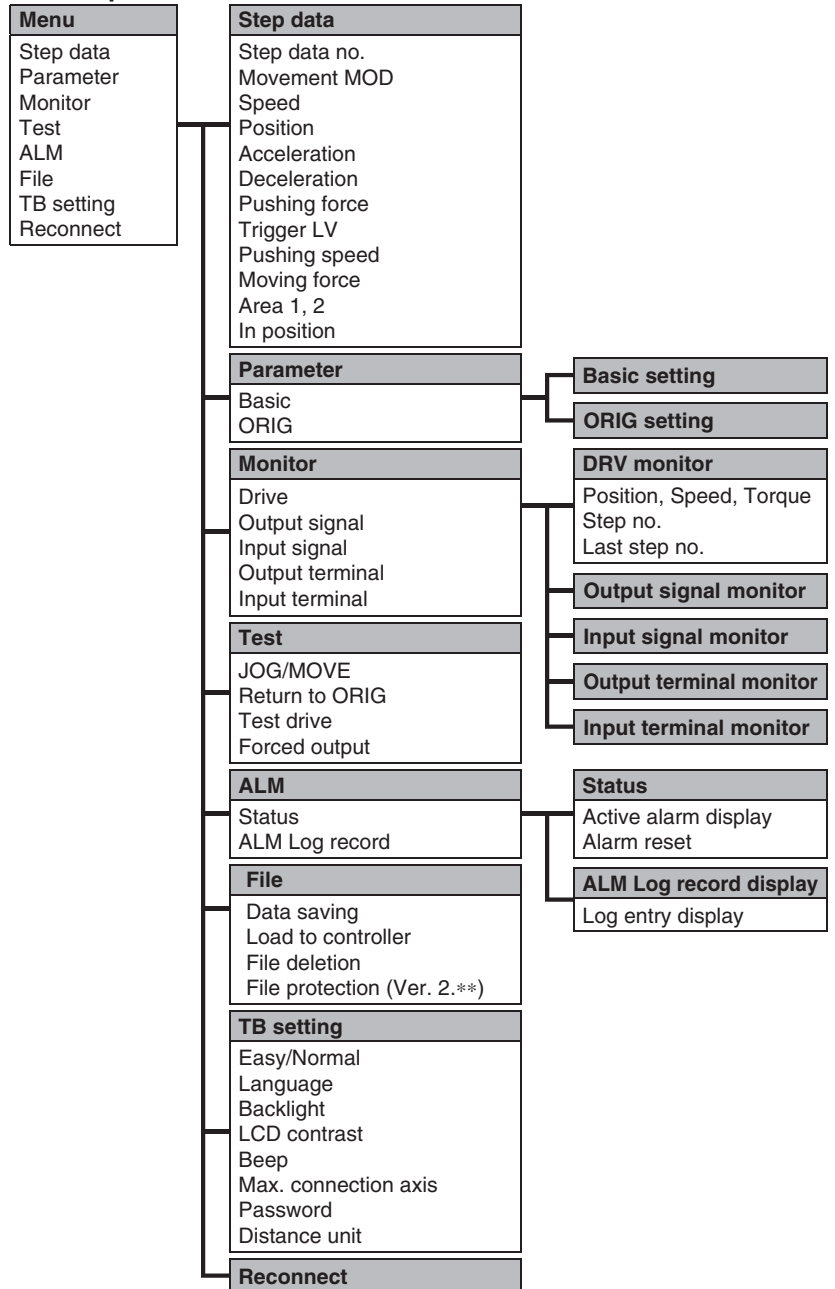 Menu
Step data
Parameter
Monitor
Test
ALM
File
TB setting
Reconnect
Step data
Step data no.
Movement MOD
Speed
Position
Acceleration
Deceleration
Pushing force
Trigger LV
Pushing speed
Moving force
Area 1, 2
In position
Parameter
Basic
ORIG
Basic setting
ORIG setting
Monitor
Drive
Output signal
Input signal
Output terminal
Input terminal
DRV monitor
Position, Speed, Torque
Step no.
Last step no.
Output signal monitor
Input signal monitor
Output terminal monitor
Input terminal monitor
Test
JOG/MOVE
Return to ORIG
Test drive
Forced output
ALM
Status
ALM Log record
Status
Active alarm display
Alarm reset
ALM Log record display
Log entry display
File
Data saving
Load to controller
File deletion
File protection (Ver. 2.∗∗)
TB setting
Easy/Normal
Language
Backlight
LCD contrast
Beep
Max. connection axis
Password
Distance unit
Reconnect